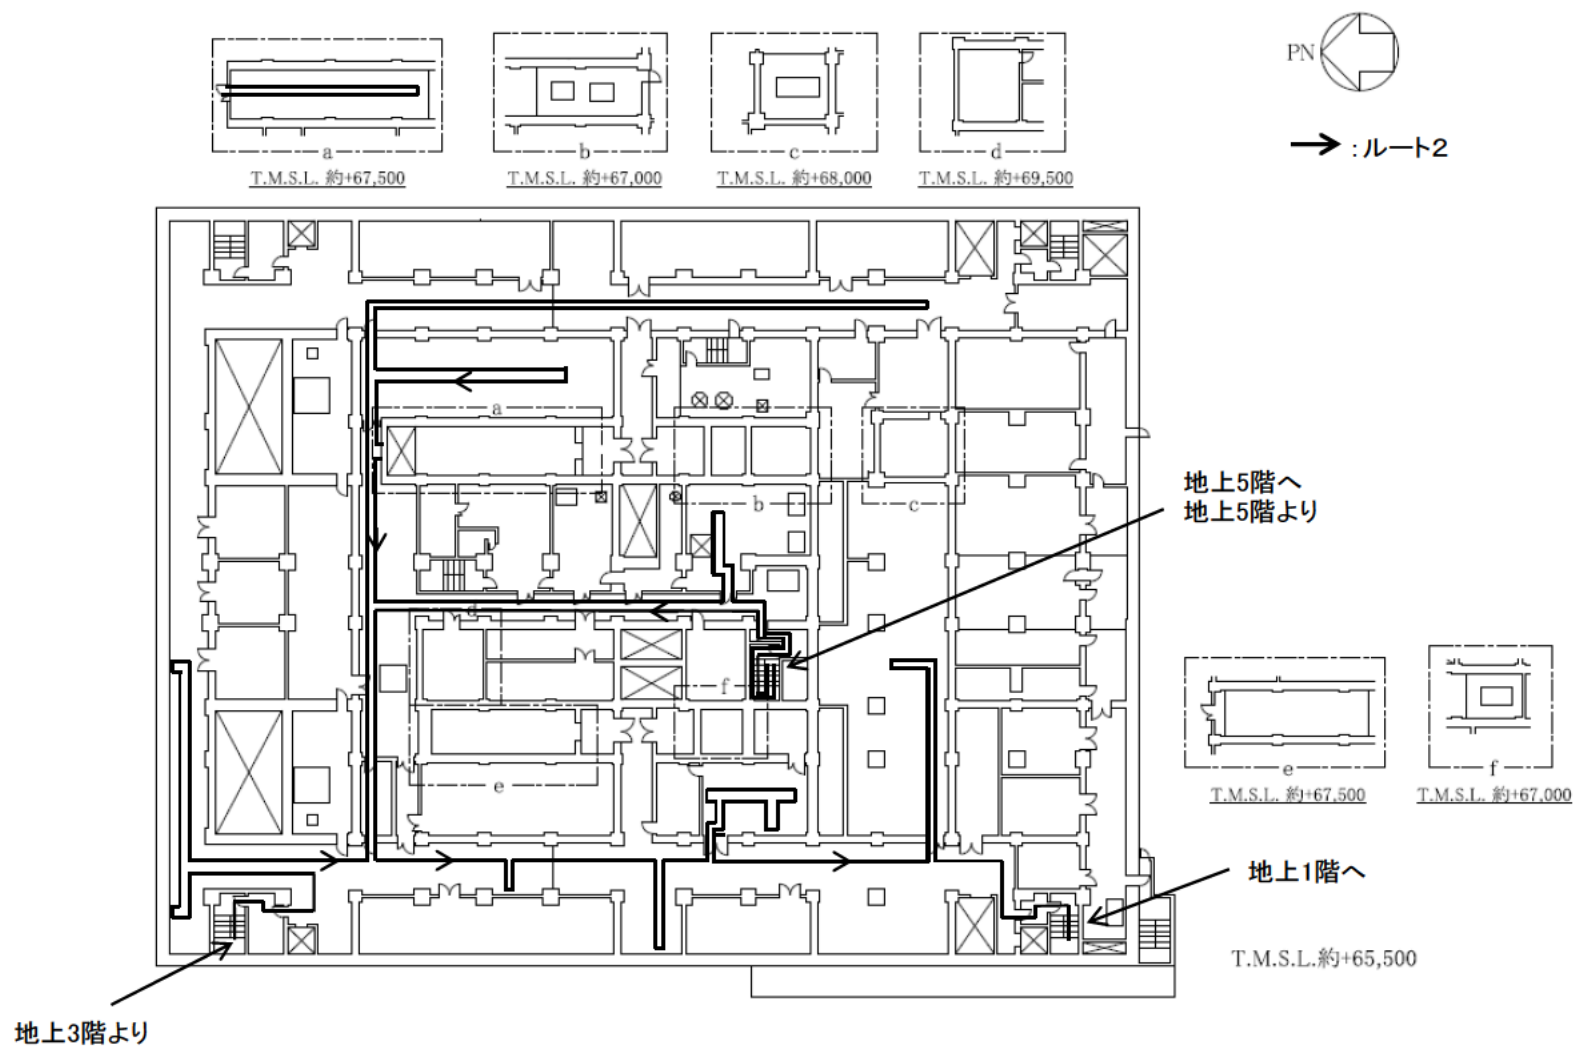 PN
→ : ルート2
a
T.M.S.L. 約+67,500
b
T.M.S.L. 約+67,000
c
T.M.S.L. 約+68,000
d
T.M.S.L. 約+69,500
a
b
c
d
e
f
地上5階へ
地上5階より
e
T.M.S.L. 約+67,500
f
T.M.S.L. 約+67,000
地上1階へ
T.M.S.L.約+65,500
地上3階より